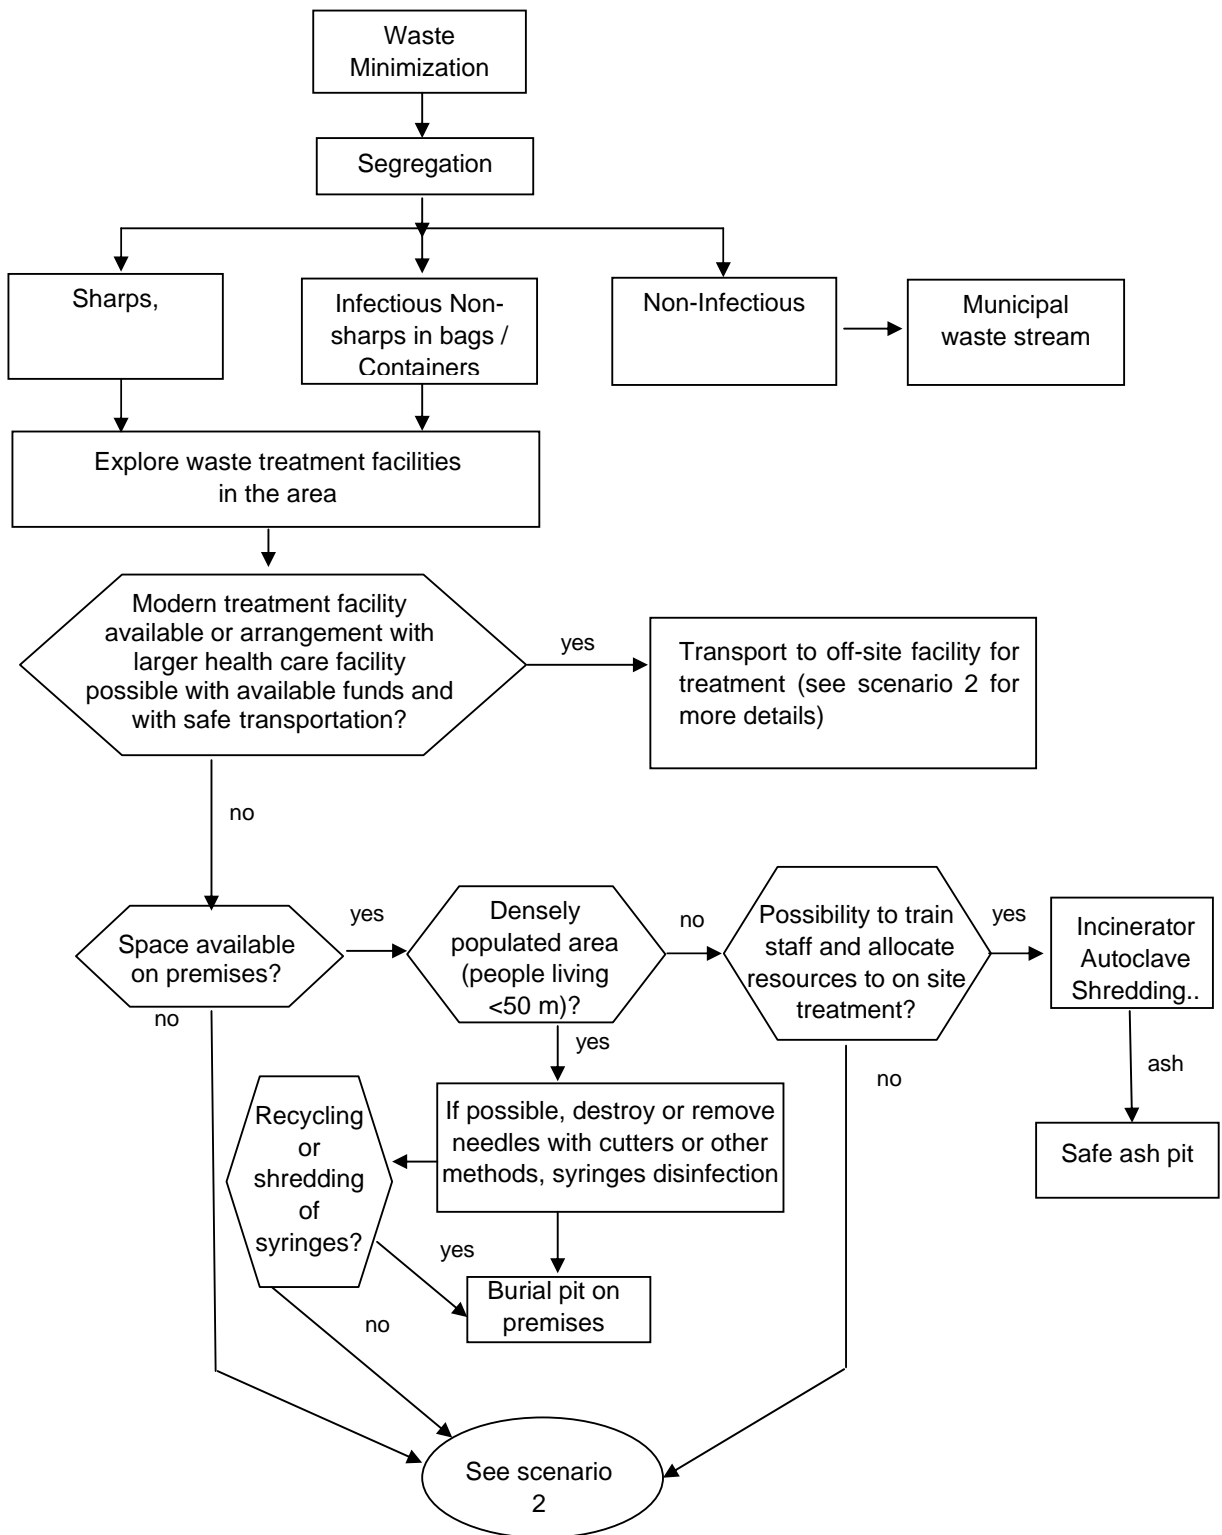 Waste
Minimization
Segregation
Sharps,
Infectious Non-
sharps in bags /
Containers
Non-Infectious
Municipal
waste stream
Explore waste treatment facilities
in the area
Modern treatment facility
available or arrangement with
larger health care facility
possible with available funds and
with safe transportation?
yes
Transport to off-site facility for
treatment (see scenario 2 for
more details)
no
Space available
on premises?
yes
no
Densely
populated area
(people living
<50 m)?
no
yes
Possibility to train
staff and allocate
resources to on site
treatment?
yes
no
Incinerator
Autoclave
Shredding..
ash
Safe ash pit
If possible, destroy or remove
needles with cutters or other
methods, syringes disinfection
Recycling
or
shredding
of
syringes?
yes
no
Burial pit on
premises
See scenario
2